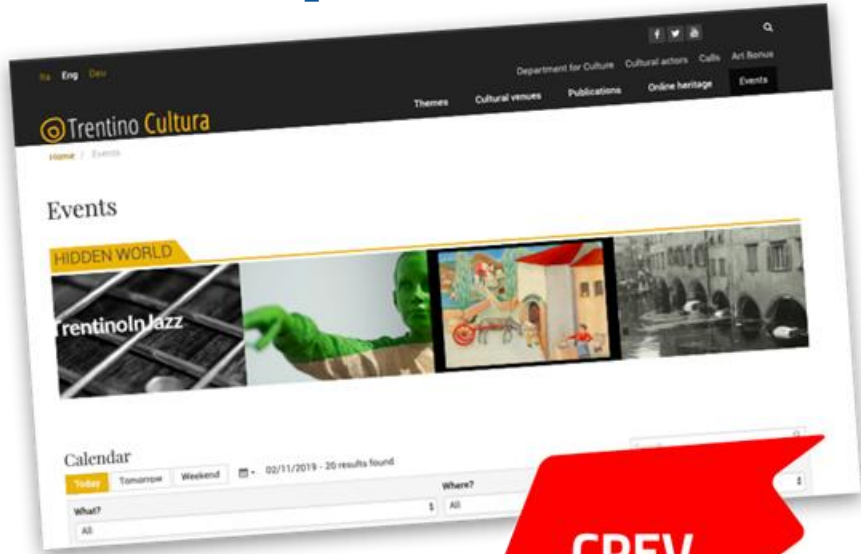 Ita Eng Deu
Department for Culture Cultural actors Calls Art Bonus
Trentino Cultura
Themes Cultural venues Publications Online heritage Events
Home / Events
Events
HIDDEN WORLD
TrentinoInJazz
Calendar
Today Tomorrow Weekend 02/11/2019 - 20 results found
What?
Where?
All
All
CPEV